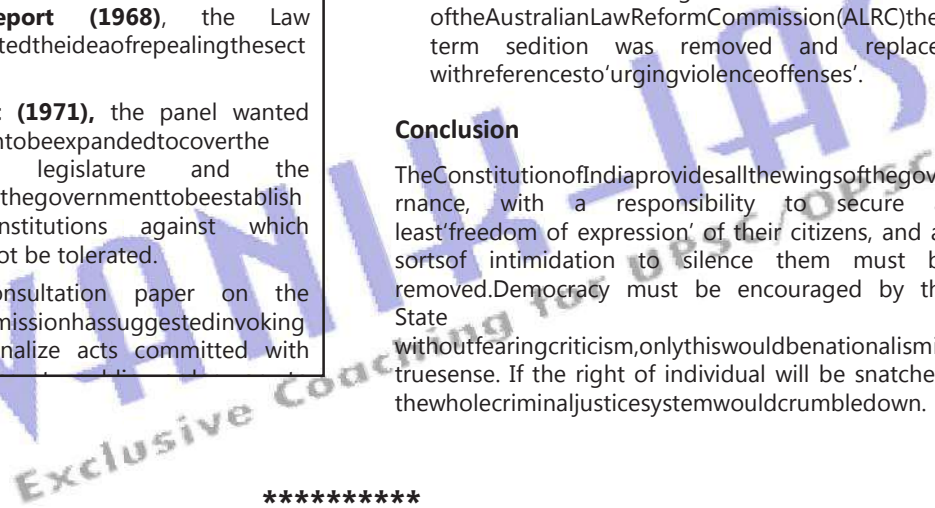 eport (1968), the Law
tedtheideaofrepealingthesect
: (1971), the panel wanted
ntobeexpandedtocoverthe
legislature and the
thegovernmenttobeestablish
nstitutions against which
ot be tolerated.
onsultation paper on the
missionhassuggestedinvoking
nalize acts committed with
oftheAustralianLawReformCommission(ALRC)the
term sedition was removed and replace
withreferencesto‘urgingviolenceoffenses’.
Conclusion
TheConstitutionofIndiaprovidesallthewingsofthegov
rnance, with a responsibility to secure
least‘freedom of expression’ of their citizens, and a
sortsof intimidation to silence them must b
removed.Democracy must be encouraged by th
State
withoutfearingcriticism,onlythiswouldbenationalismi
truesense. If the right of individual will be snatche
thewholecriminaljusticesystemwouldcrumbledown.
**********
VANIK-IAS
Exclusive Coaching for UPSC/OPSC